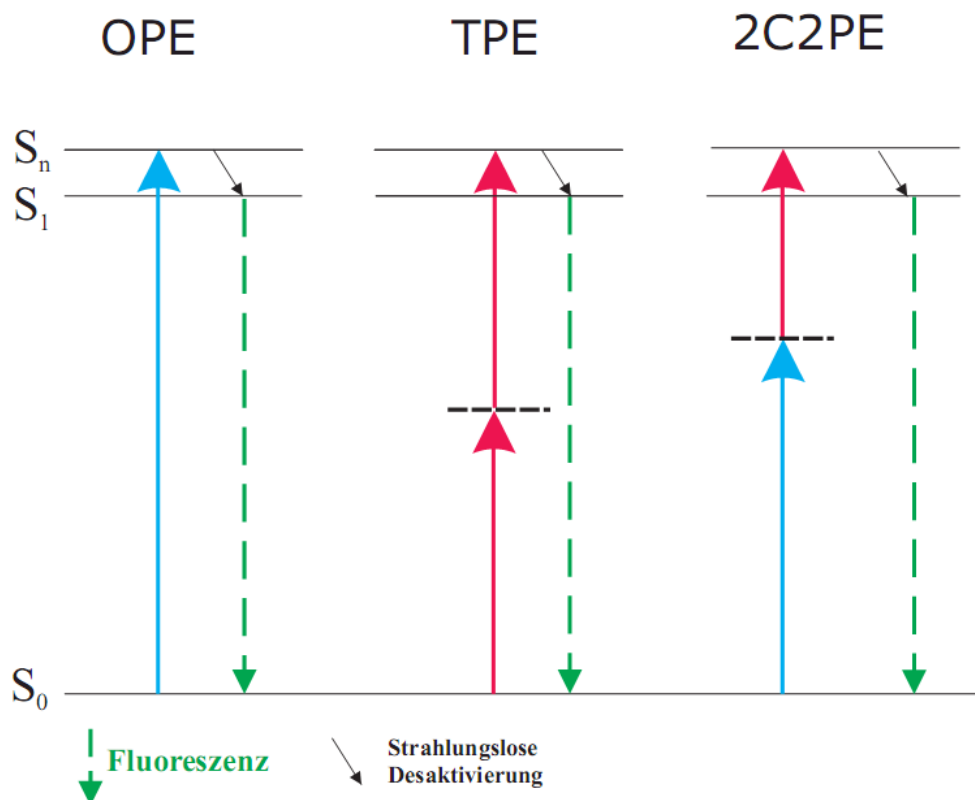 OPE TPE 2C2PE
Sn
S1
S0
Fluoreszenz
Strahlungslose
Desaktivierung